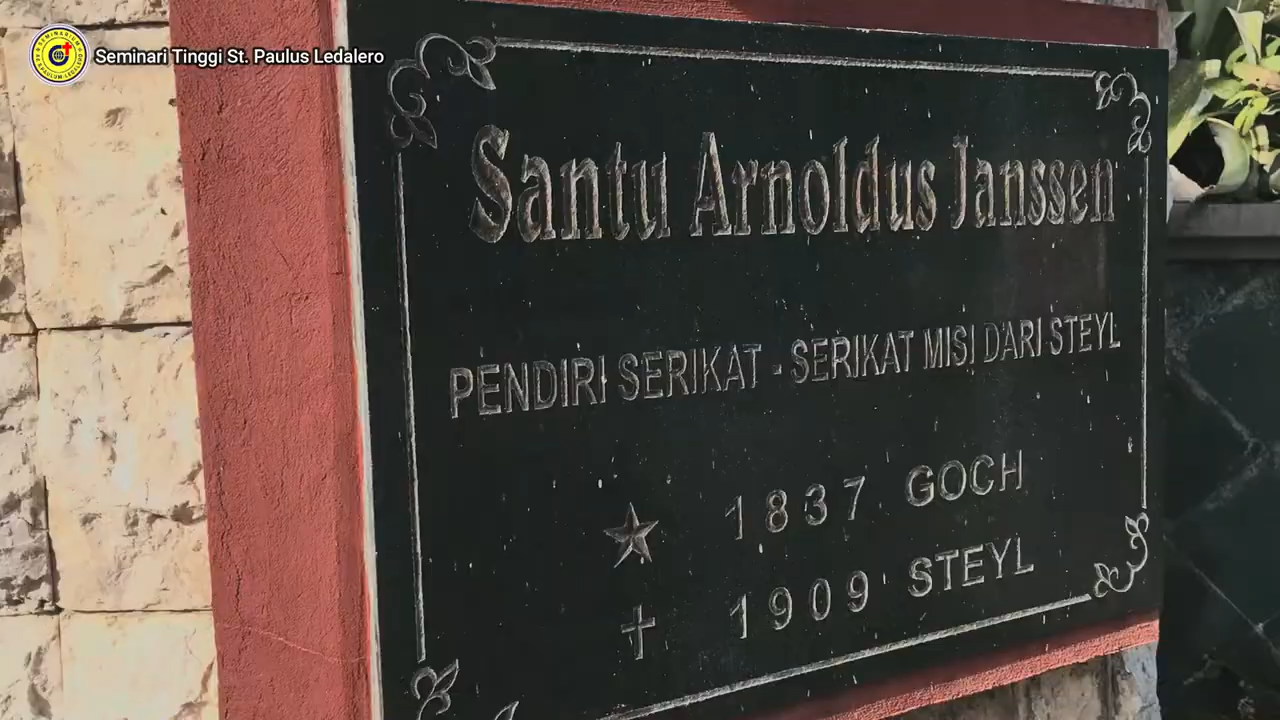 Seminari Tinggi St. Paulus Ledalero
Santu Arnoldus Janssen
PENDIRI SERIKAT - SERIKAT MISI DARI STEYL
1837 GOCH
1909 STEYL